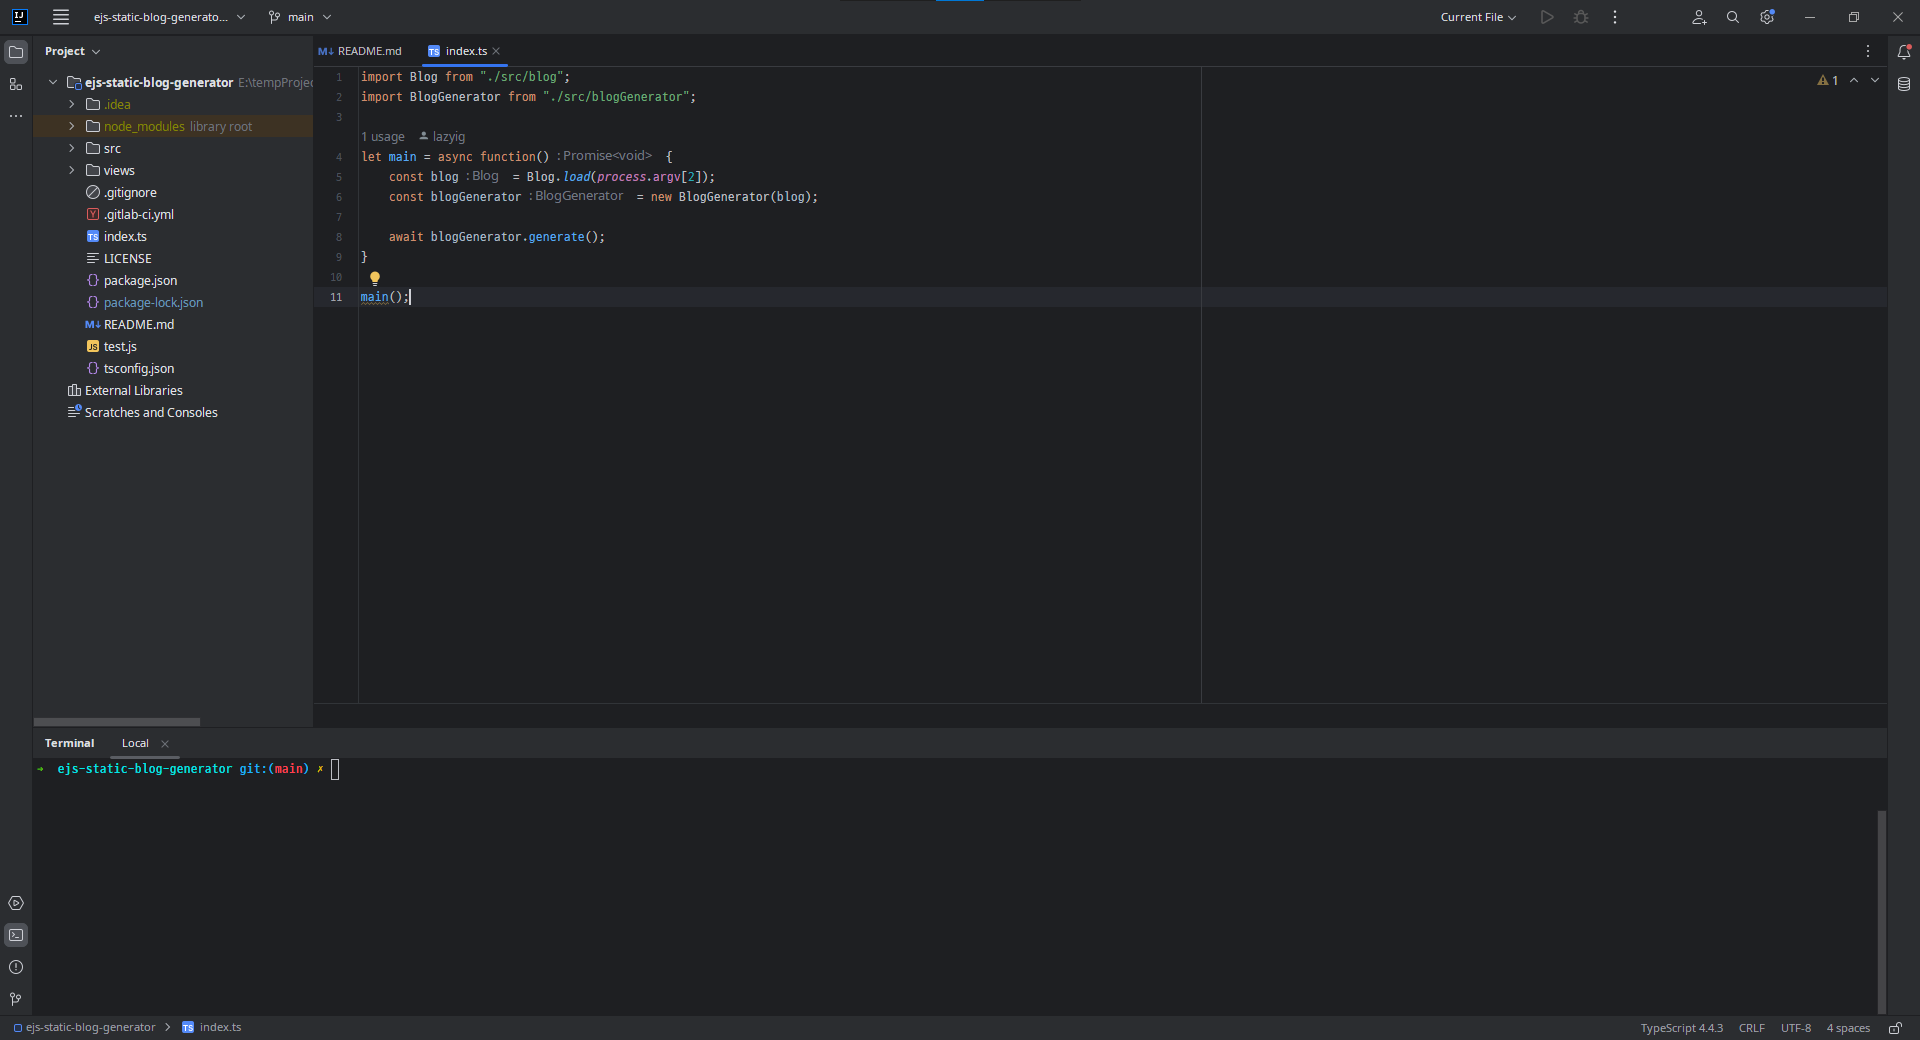 ejs-static-blog-generato...
main
Current File
Project
README.md
index.ts
ejs-static-blog-generator E:\tempProjec
.idea
node_modules library root
src
views
.gitignore
.gitlab-ci.yml
index.ts
LICENSE
package.json
package-lock.json
README.md
test.js
tsconfig.json
External Libraries
Scratches and Consoles
1 import Blog from "./src/blog";
2 import BlogGenerator from "./src/blogGenerator";
3
1 usage lazyig
4 let main = async function() : Promise<void> {
5 const blog : Blog = Blog.load(process.argv[2]);
6 const blogGenerator : BlogGenerator = new BlogGenerator(blog);
7
8 await blogGenerator.generate();
9 }
10
11 main();
1
Terminal
Local
→ ejs-static-blog-generator git:(main) ✗
ejs-static-blog-generator > index.ts
TypeScript 4.4.3
CRLF
UTF-8
4 spaces